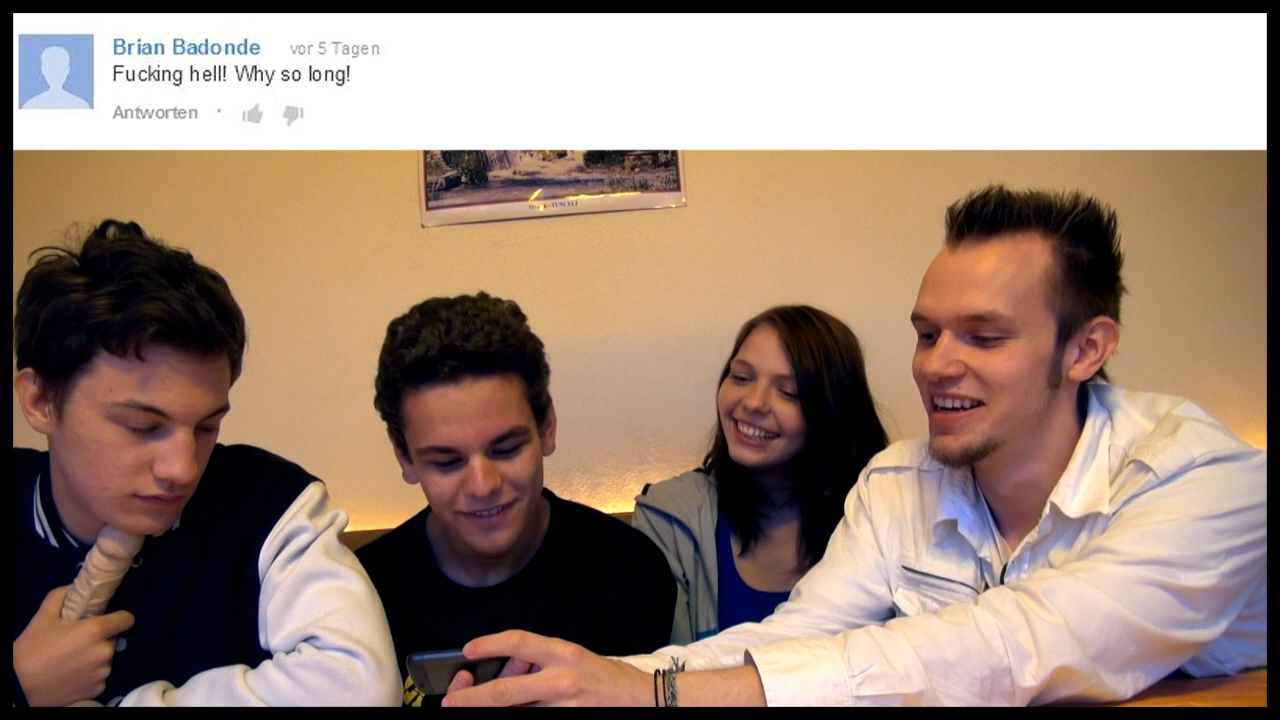 Brian Badonde vor 5 Tagen
Fucking hell! Why so long!
Antworten ·